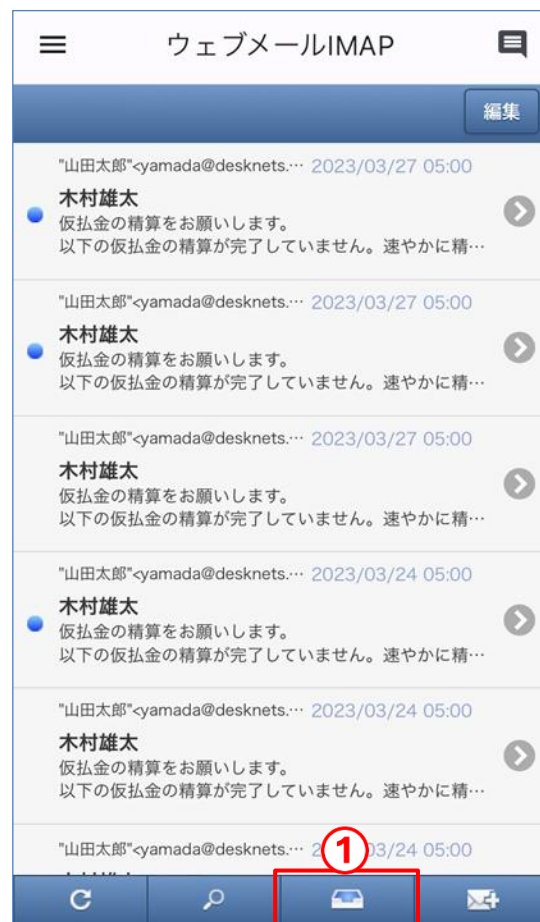 ウェブメールIMAP
編集
"山田太郎"<yamada@desknets.… 2023/03/27 05:00
木村雄太
仮払金の精算をお願いします。
以下の仮払金の精算が完了していません。速やかに精…
"山田太郎"<yamada@desknets.… 2023/03/27 05:00
木村雄太
仮払金の精算をお願いします。
以下の仮払金の精算が完了していません。速やかに精…
"山田太郎"<yamada@desknets.… 2023/03/27 05:00
木村雄太
仮払金の精算をお願いします。
以下の仮払金の精算が完了していません。速やかに精…
"山田太郎"<yamada@desknets.… 2023/03/24 05:00
木村雄太
仮払金の精算をお願いします。
以下の仮払金の精算が完了していません。速やかに精…
"山田太郎"<yamada@desknets.… 2023/03/24 05:00
木村雄太
仮払金の精算をお願いします。
以下の仮払金の精算が完了していません。速やかに精…
"山田太郎"<yamada@desknets.… 2 ① 03/24 05:00